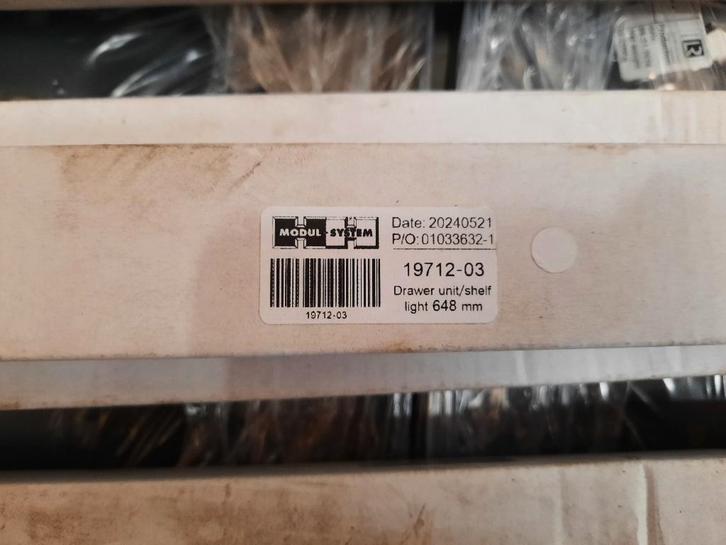 MODUL-SYSTEM
Date: 20240521
P/O: 01033632-1
19712-03
Drawer unit/shelf
light 648 mm
19712-03